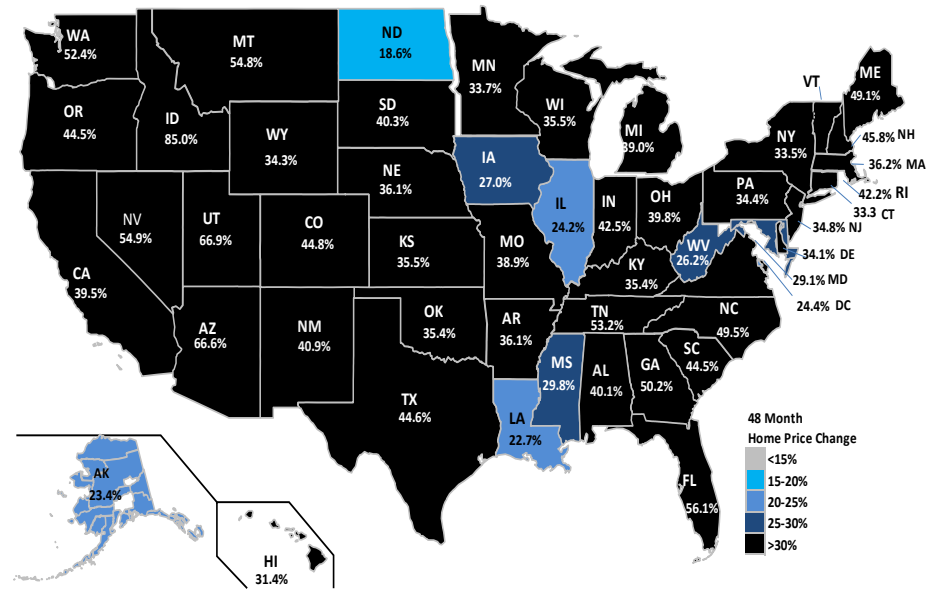 WA
52.4%
MT
54.8%
ND
18.6%
MN
33.7%
VT
ME
49.1%
OR
44.5%
ID
85.0%
SD
40.3%
WI
35.5%
MI
39.0%
NY
33.5%
45.8% NH
36.2% MA
42.2% RI
33.3 CT
WY
34.3%
IA
27.0%
NE
36.1%
PA
34.4%
IL
24.2%
IN
42.5%
OH
39.8%
34.8% NJ
34.1% DE
29.1% MD
24.4% DC
NV
54.9%
UT
66.9%
CO
44.8%
KS
35.5%
MO
38.9%
WV
26.2%
KY
35.4%
CA
39.5%
AZ
66.6%
NM
40.9%
OK
35.4%
AR
36.1%
TN
53.2%
NC
49.5%
SC
44.5%
MS
29.8%
AL
40.1%
GA
50.2%
TX
44.6%
LA
22.7%
FL
56.1%
AK
23.4%
HI
31.4%
48 Month
Home Price Change
<15%
15-20%
20-25%
25-30%
>30%